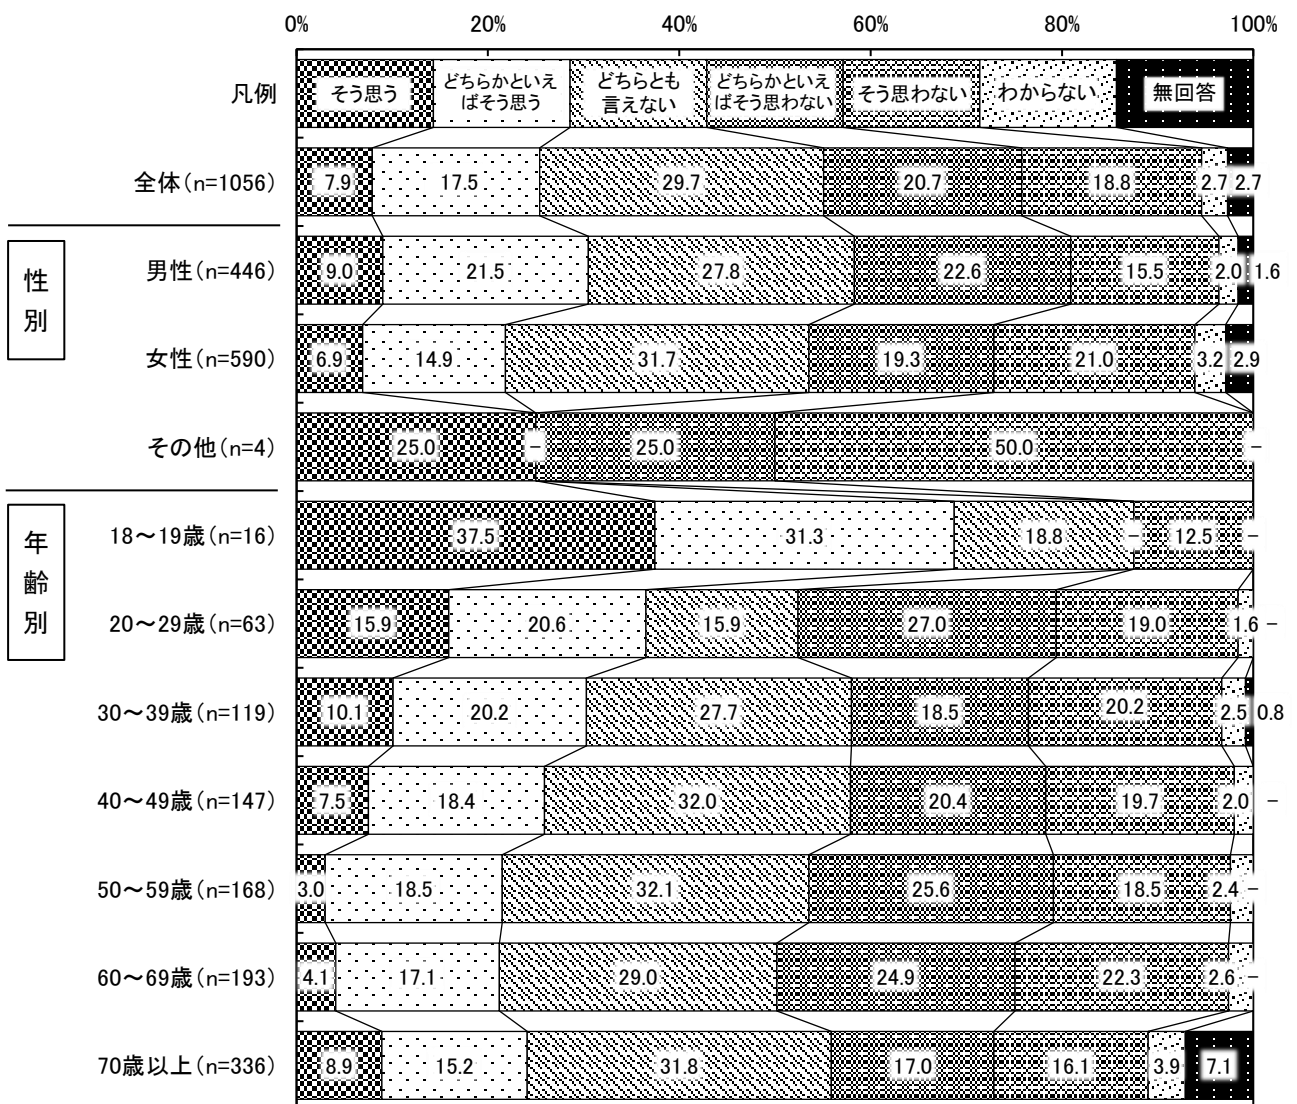 0% 20% 40% 60% 80% 100%
凡例 そう思う どちらかといえ どちらとも どちらかといえ そう思わない わからない 無回答
ばそう思う 言えない ばそう思わない
全体(n=1056) 7.9 17.5 29.7 20.7 18.8 2.7 2.7
性別
男性(n=446) 9.0 21.5 27.8 22.6 15.5 2.0 1.6
女性(n=590) 6.9 14.9 31.7 19.3 21.0 3.2 2.9
その他(n=4) 25.0 − 25.0 50.0 −
年齢別
18〜19歳(n=16) 37.5 31.3 18.8 − 12.5 −
20〜29歳(n=63) 15.9 20.6 15.9 27.0 19.0 1.6 −
30〜39歳(n=119) 10.1 20.2 27.7 18.5 20.2 2.5 0.8
40〜49歳(n=147) 7.5 18.4 32.0 20.4 19.7 2.0 −
50〜59歳(n=168) 3.0 18.5 32.1 25.6 18.5 2.4 −
60〜69歳(n=193) 4.1 17.1 29.0 24.9 22.3 2.6 −
70歳以上(n=336) 8.9 15.2 31.8 17.0 16.1 3.9 7.1